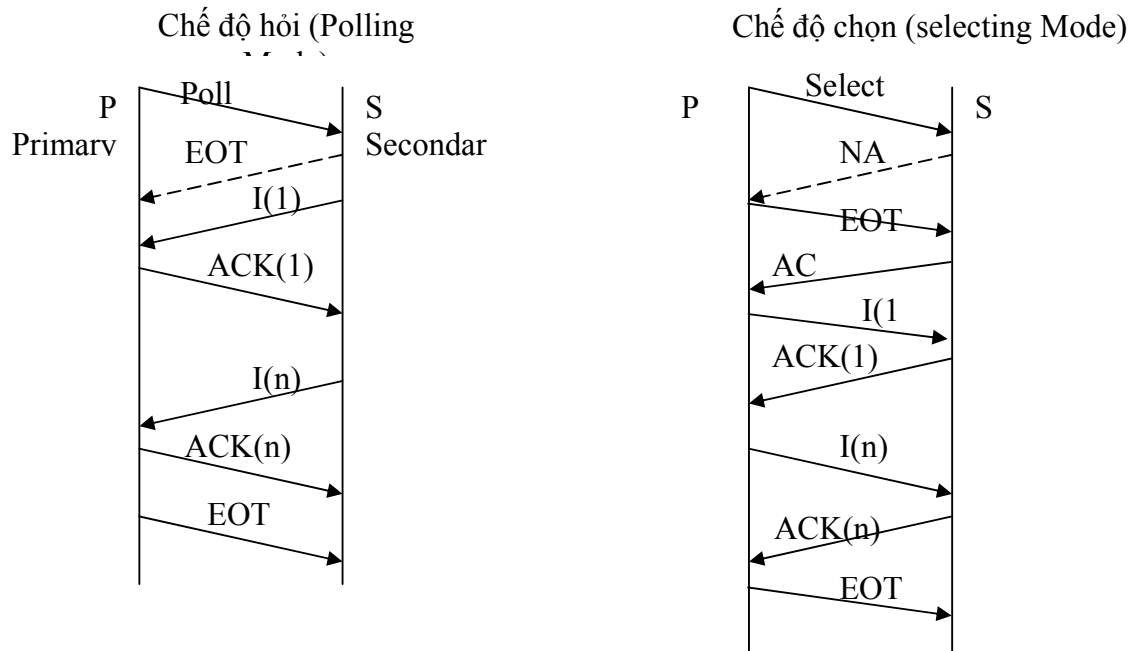 Chế độ hỏi (Polling
Chế độ chọn (selecting Mode)
P
Primary
Poll
S
Secondar
EOT
I(1)
ACK(1)
I(n)
ACK(n)
EOT
P
Select
S
NA
EOT
AC
I(1
ACK(1)
I(n)
ACK(n)
EOT